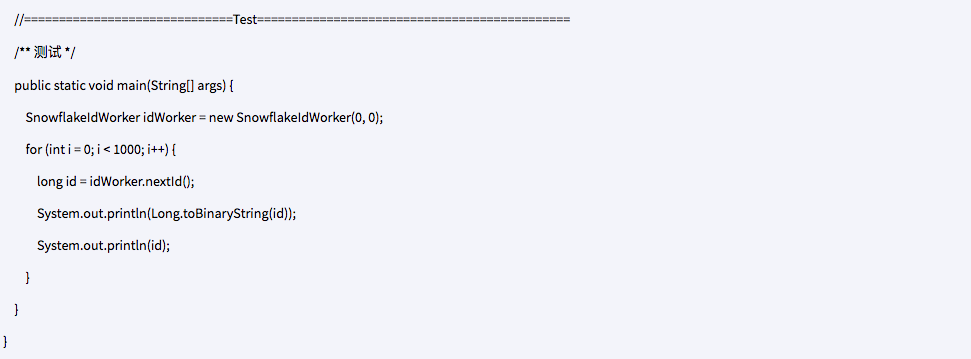 //==============================Test=============================================
/** 测试 */
public static void main(String[] args) {
SnowflakeIdWorker idWorker = new SnowflakeIdWorker(0, 0);
for (int i = 0; i < 1000; i++) {
long id = idWorker.nextId();
System.out.println(Long.toBinaryString(id));
System.out.println(id);
}
}
}